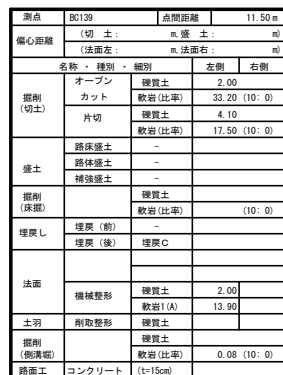 測点 BC139 点間距離 11.50 m
偏心距離 (切 土: m, 盛 土: m)
(法面左: m, 法面右: m)
名称 ・ 種別 ・ 細別 左側 右側
掘削 (切土) オープン カット 礫質土 2.00
軟岩(比率) 33.20 (10: 0)
片切 礫質土 4.10
軟岩(比率) 17.50 (10: 0)
盛土 路床盛土 -
路体盛土 -
補強盛土 -
掘削 (床掘) 礫質土
軟岩(比率) (10: 0)
埋戻し 埋戻 (前) -
埋戻 (後) 埋戻C
法面 機械整形 礫質土 2.00
軟岩1(A) 13.90
土羽 削取整形 礫質土
掘削 (側溝堀) 礫質土
軟岩(比率) 0.08 (10: 0)
路面工 コンクリート (t=15cm)